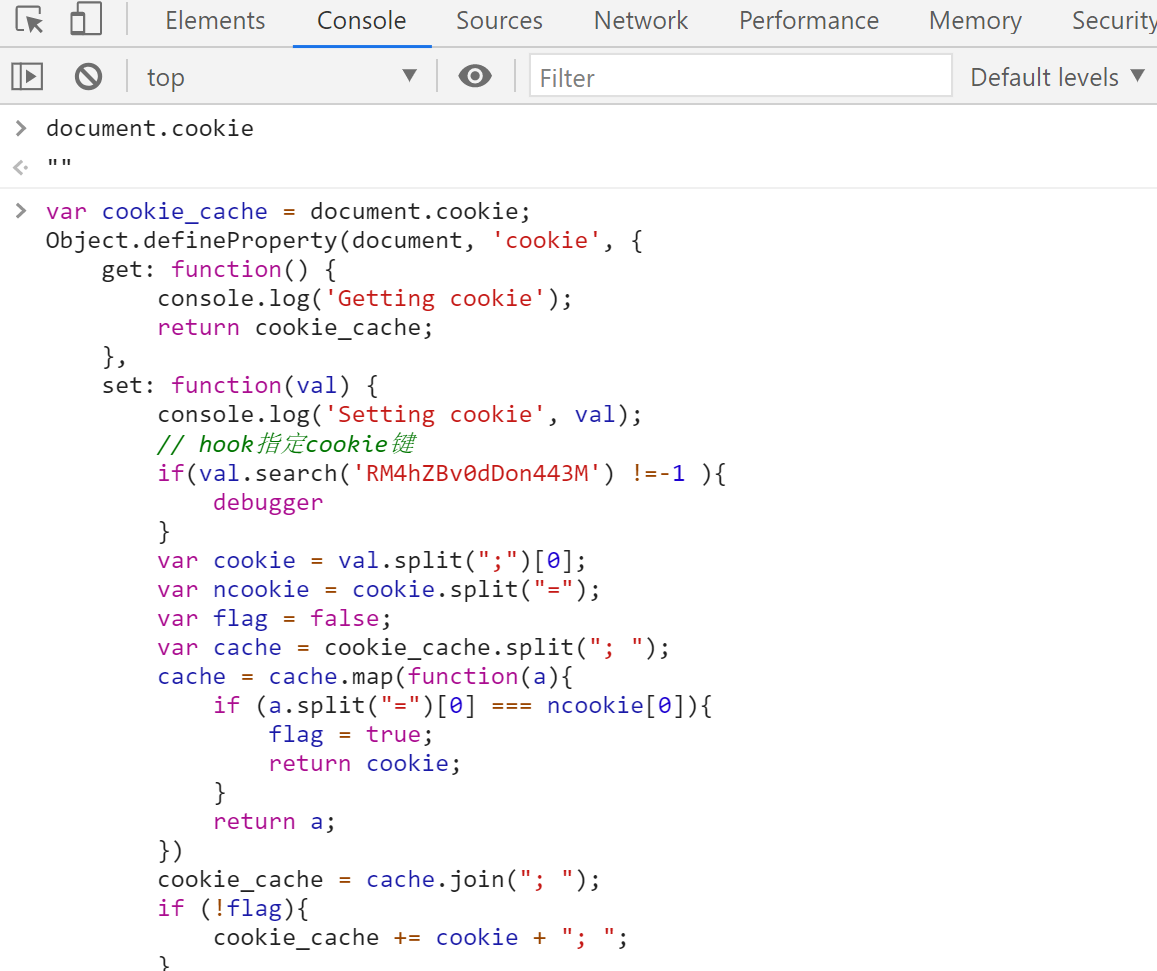 Elements Console Sources Network Performance Memory Security
top Filter Default levels
document.cookie
""
var cookie_cache = document.cookie;
Object.defineProperty(document, 'cookie', {
    get: function() {
        console.log('Getting cookie');
        return cookie_cache;
    },
    set: function(val) {
        console.log('Setting cookie', val);
        // hook指定cookie键
        if(val.search('RM4hZBv0dDon443M') !=-1 ){
            debugger
        }
        var cookie = val.split(";")[0];
        var ncookie = cookie.split("=");
        var flag = false;
        var cache = cookie_cache.split("; ");
        cache = cache.map(function(a){
            if (a.split("=")[0] === ncookie[0]){
                flag = true;
                return cookie;
            }
            return a;
        })
        cookie_cache = cache.join("; ");
        if (!flag){
            cookie_cache += cookie + "; ";
        }